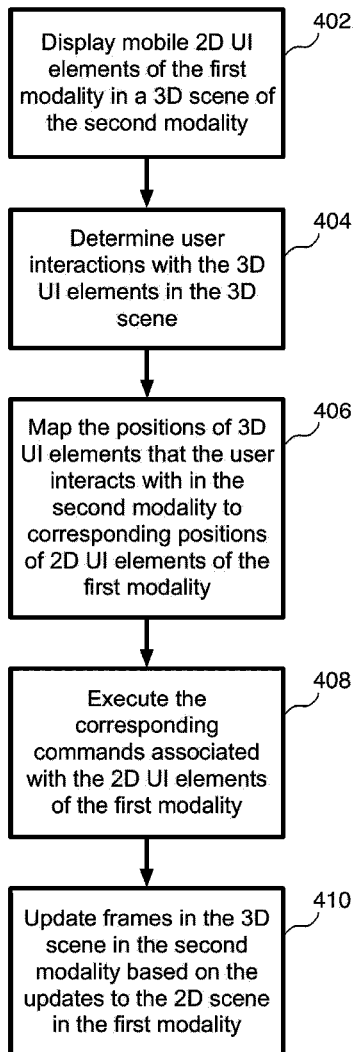 402
Display mobile 2D UI
elements of the first
modality in a 3D scene of
the second modality
404
Determine user
interactions with the 3D
UI elements in the 3D
scene
406
Map the positions of 3D
UI elements that the user
interacts with in the
second modality to
corresponding positions
of 2D UI elements of the
first modality
408
Execute the
corresponding
commands associated
with the 2D UI elements
of the first modality
410
Update frames in the 3D
scene in the second
modality based on the
updates to the 2D scene
in the first modality